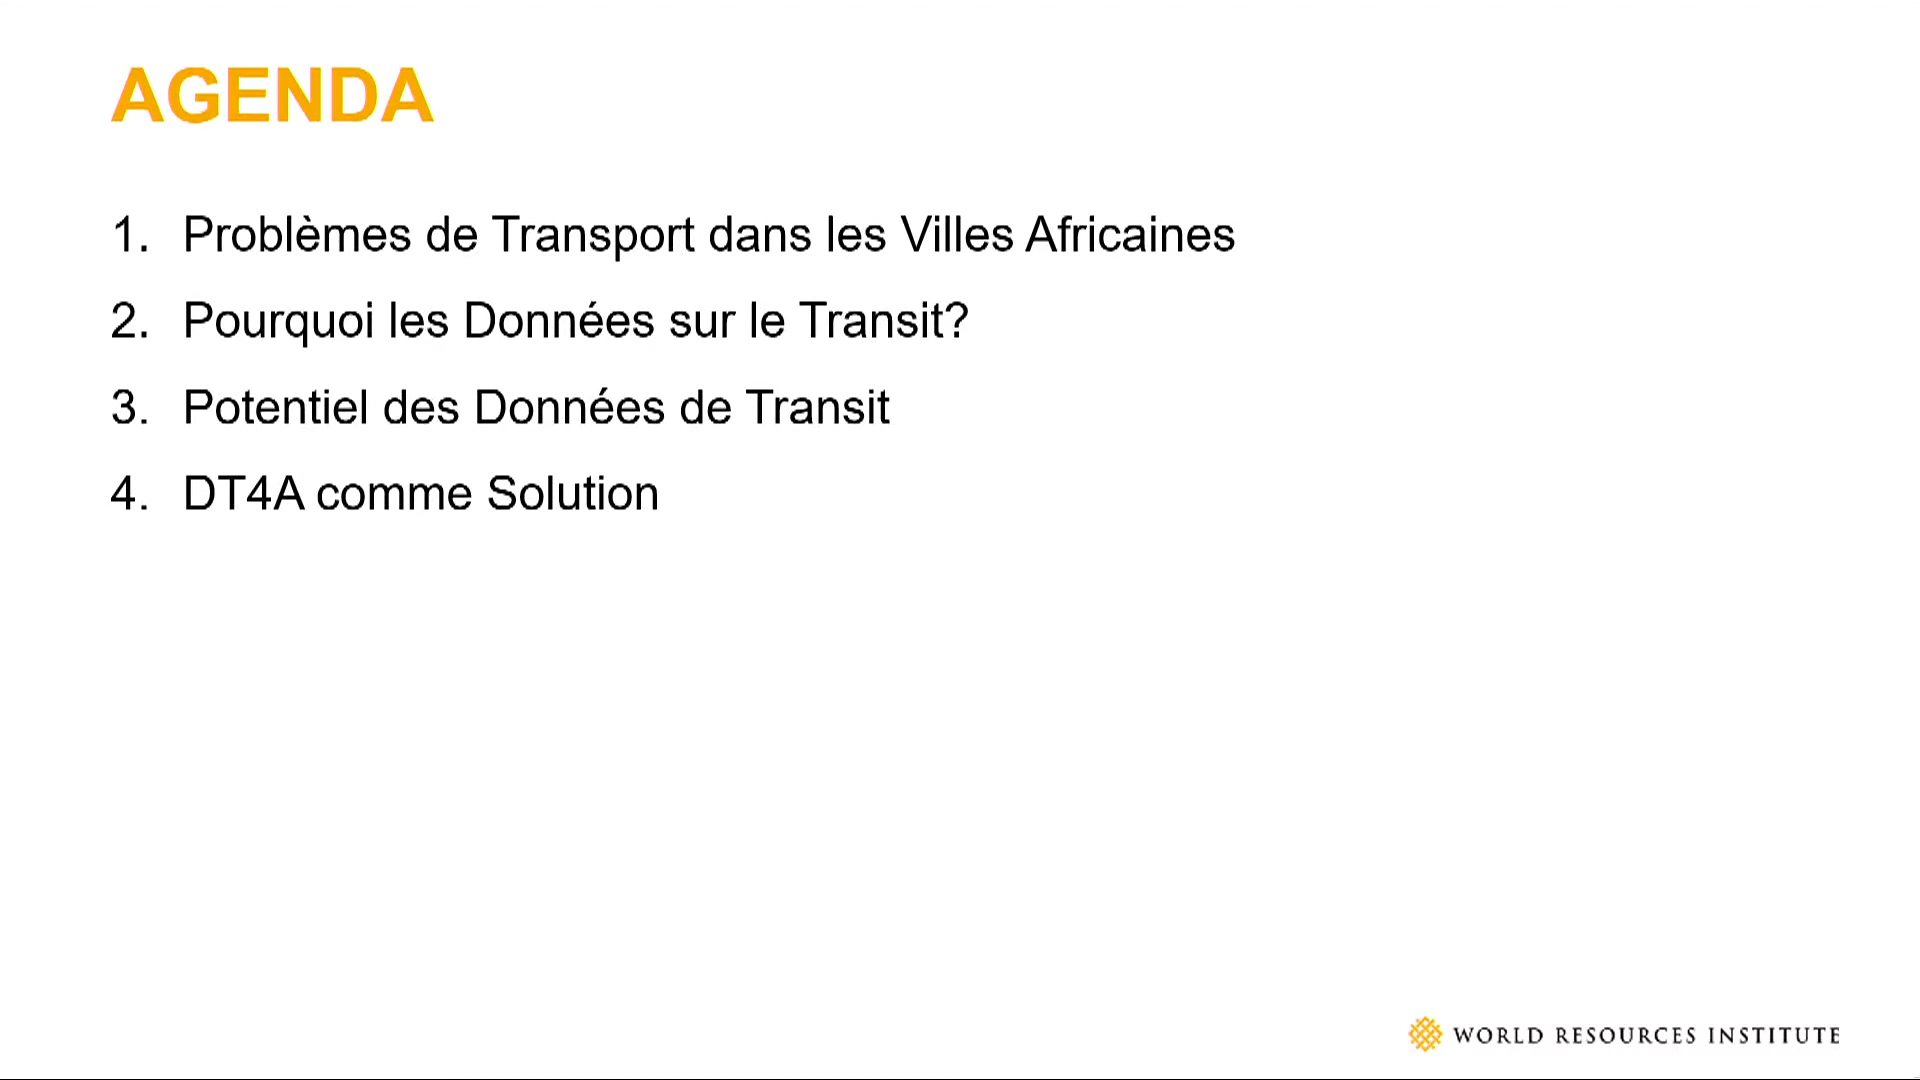 AGENDA
1. Problèmes de Transport dans les Villes Africaines
2. Pourquoi les Données sur le Transit?
3. Potentiel des Données de Transit
4. DT4A comme Solution
WORLD RESOURCES INSTITUTE